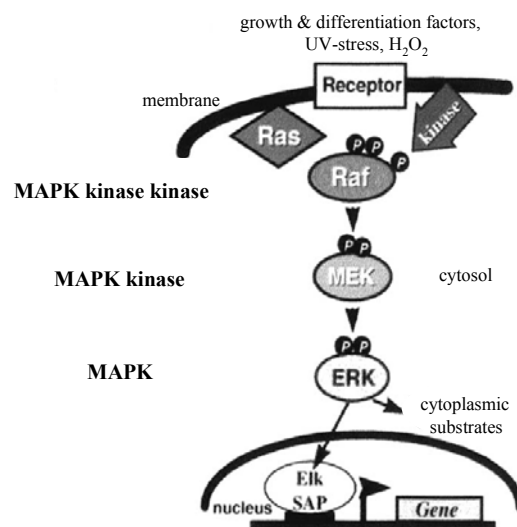 growth & differentiation factors,
UV-stress, H₂O₂
Receptor
membrane
kinase
Ras
P P P
Raf
MAPK kinase kinase
P P
MEK
MAPK kinase
cytosol
P P
ERK
MAPK
cytoplasmic
substrates
Elk
SAP
nucleus
Gene